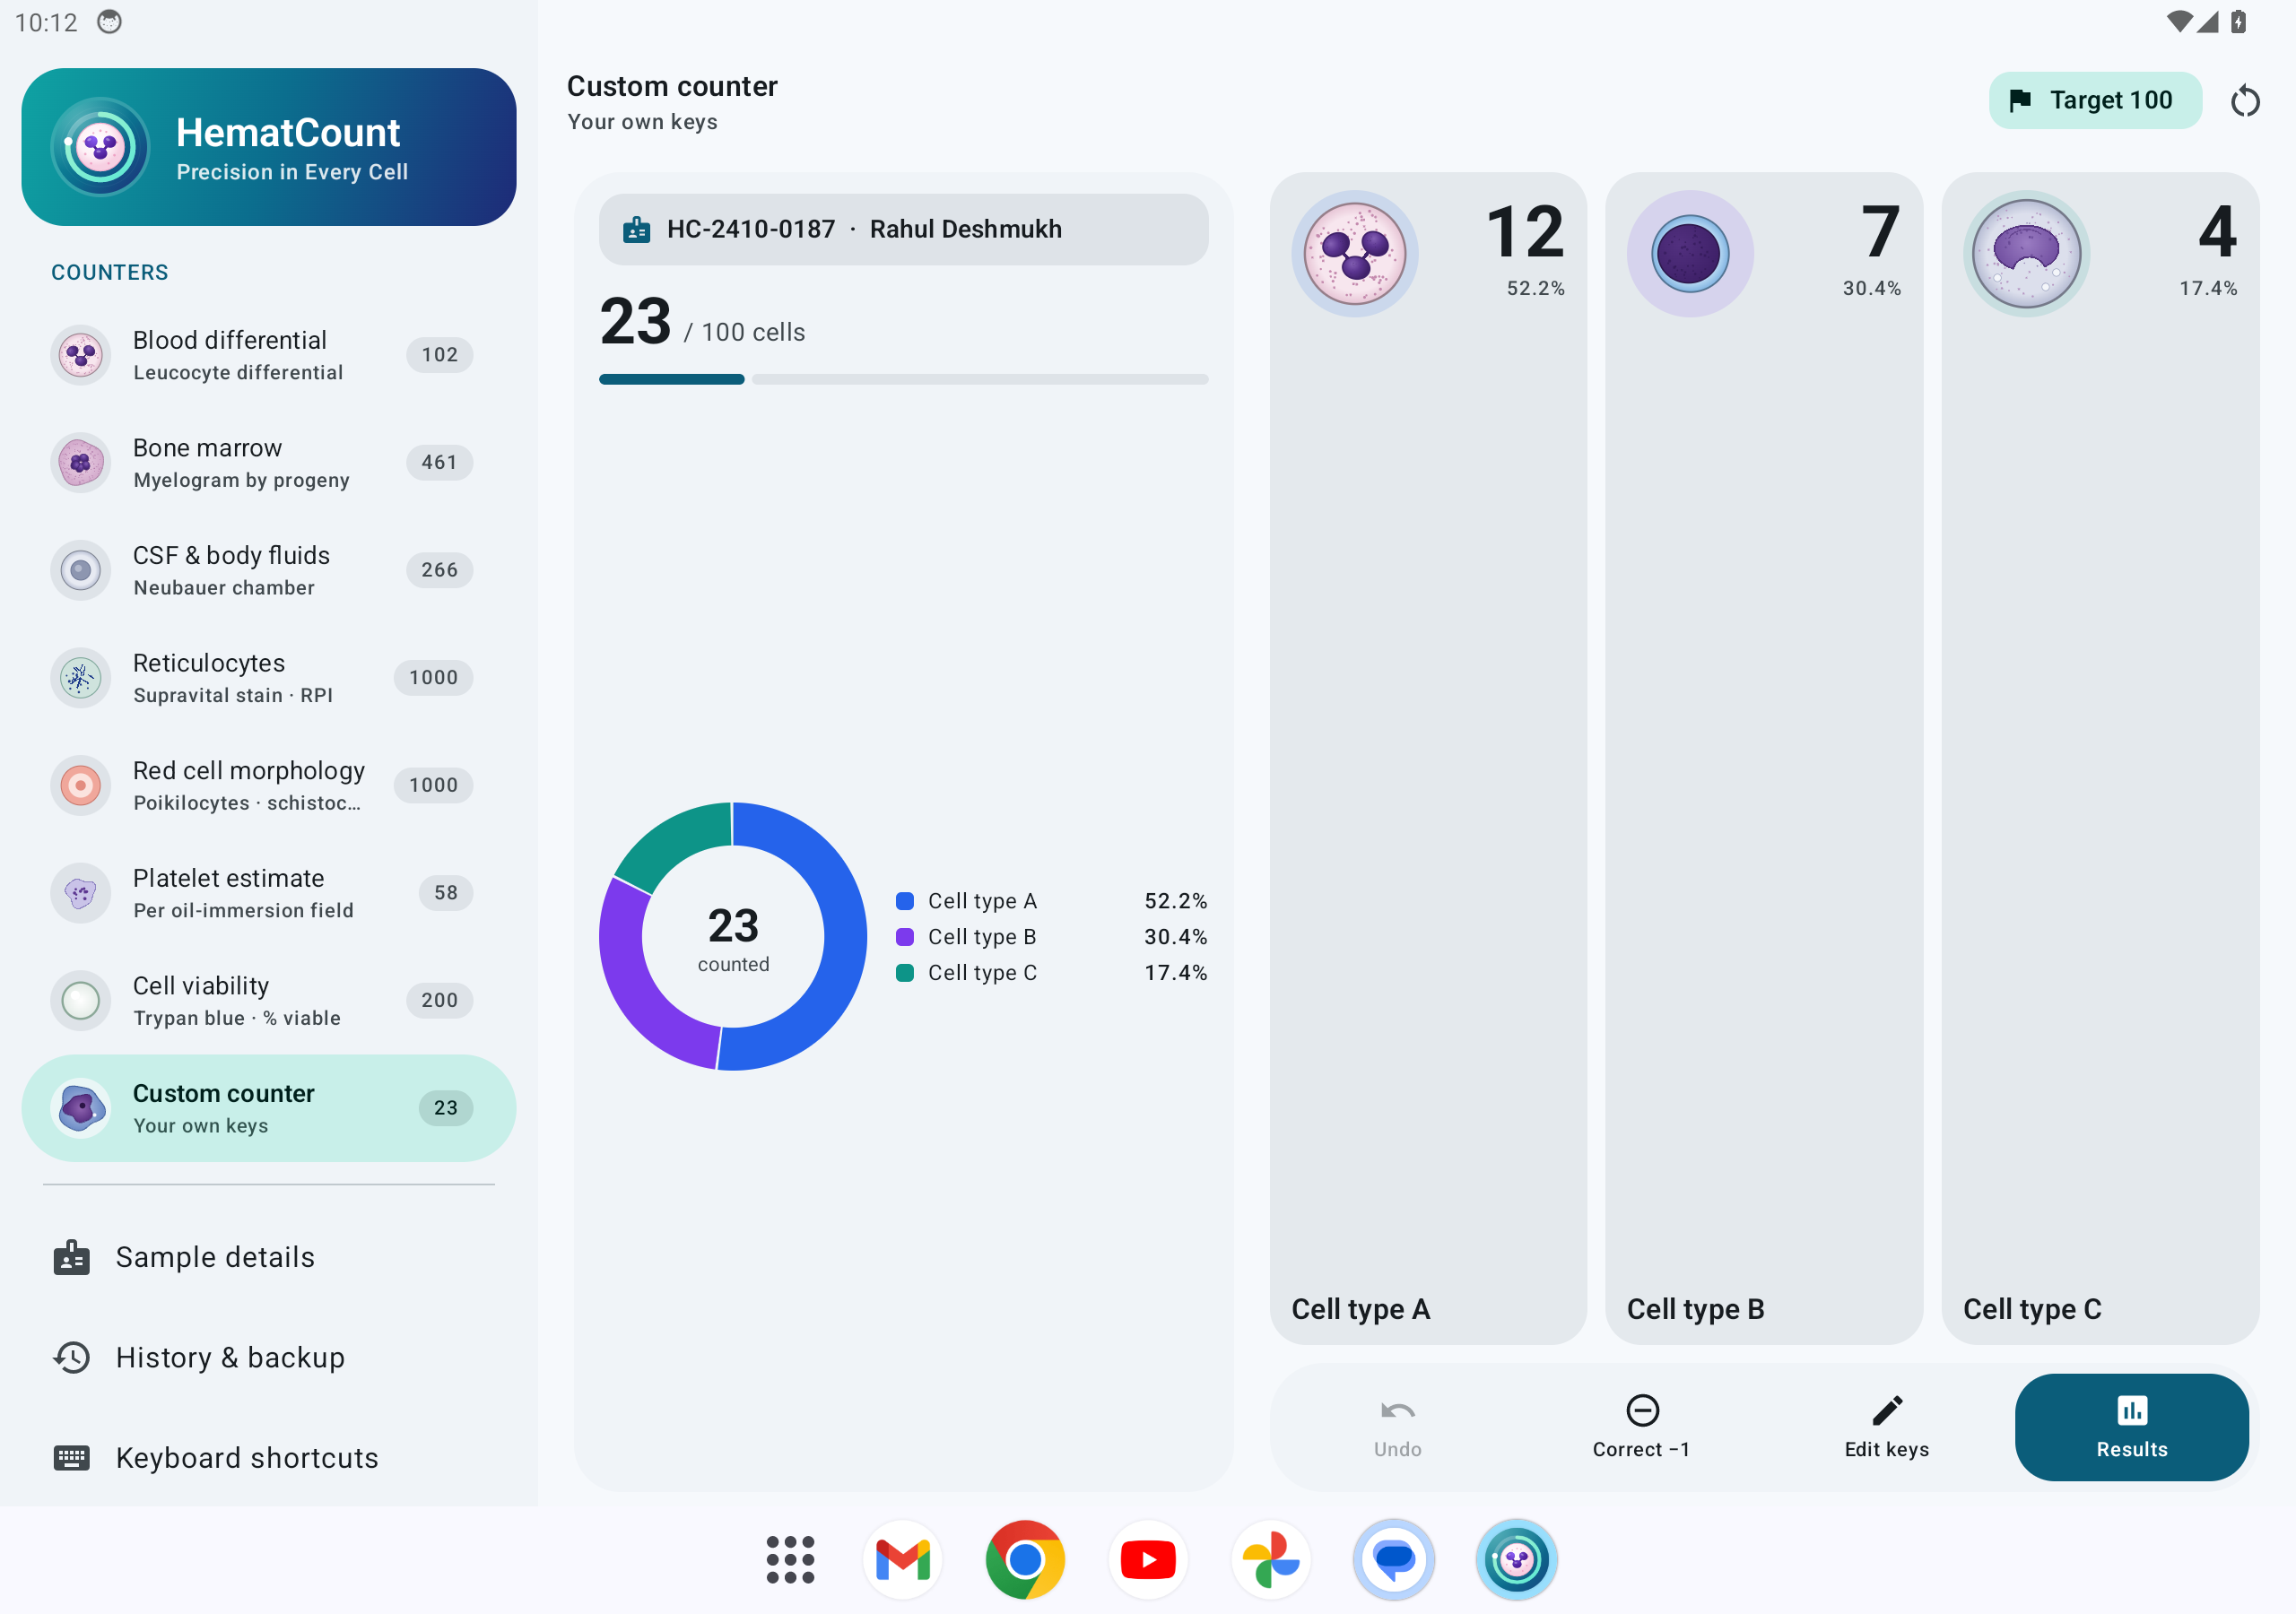 10:12
HematCount
Precision in Every Cell
COUNTERS
Blood differential
Leucocyte differential
102
Bone marrow
Myelogram by progeny
461
CSF & body fluids
Neubauer chamber
266
Reticulocytes
Supravital stain · RPI
1000
Red cell morphology
Poikilocytes · schistoc…
1000
Platelet estimate
Per oil-immersion field
58
Cell viability
Trypan blue · % viable
200
Custom counter
Your own keys
23
Sample details
History & backup
Keyboard shortcuts
Custom counter
Your own keys
Target 100
HC-2410-0187 · Rahul Deshmukh
23 / 100 cells
23
counted
Cell type A 52.2%
Cell type B 30.4%
Cell type C 17.4%
12
52.2%
Cell type A
7
30.4%
Cell type B
4
17.4%
Cell type C
Undo
Correct −1
Edit keys
Results